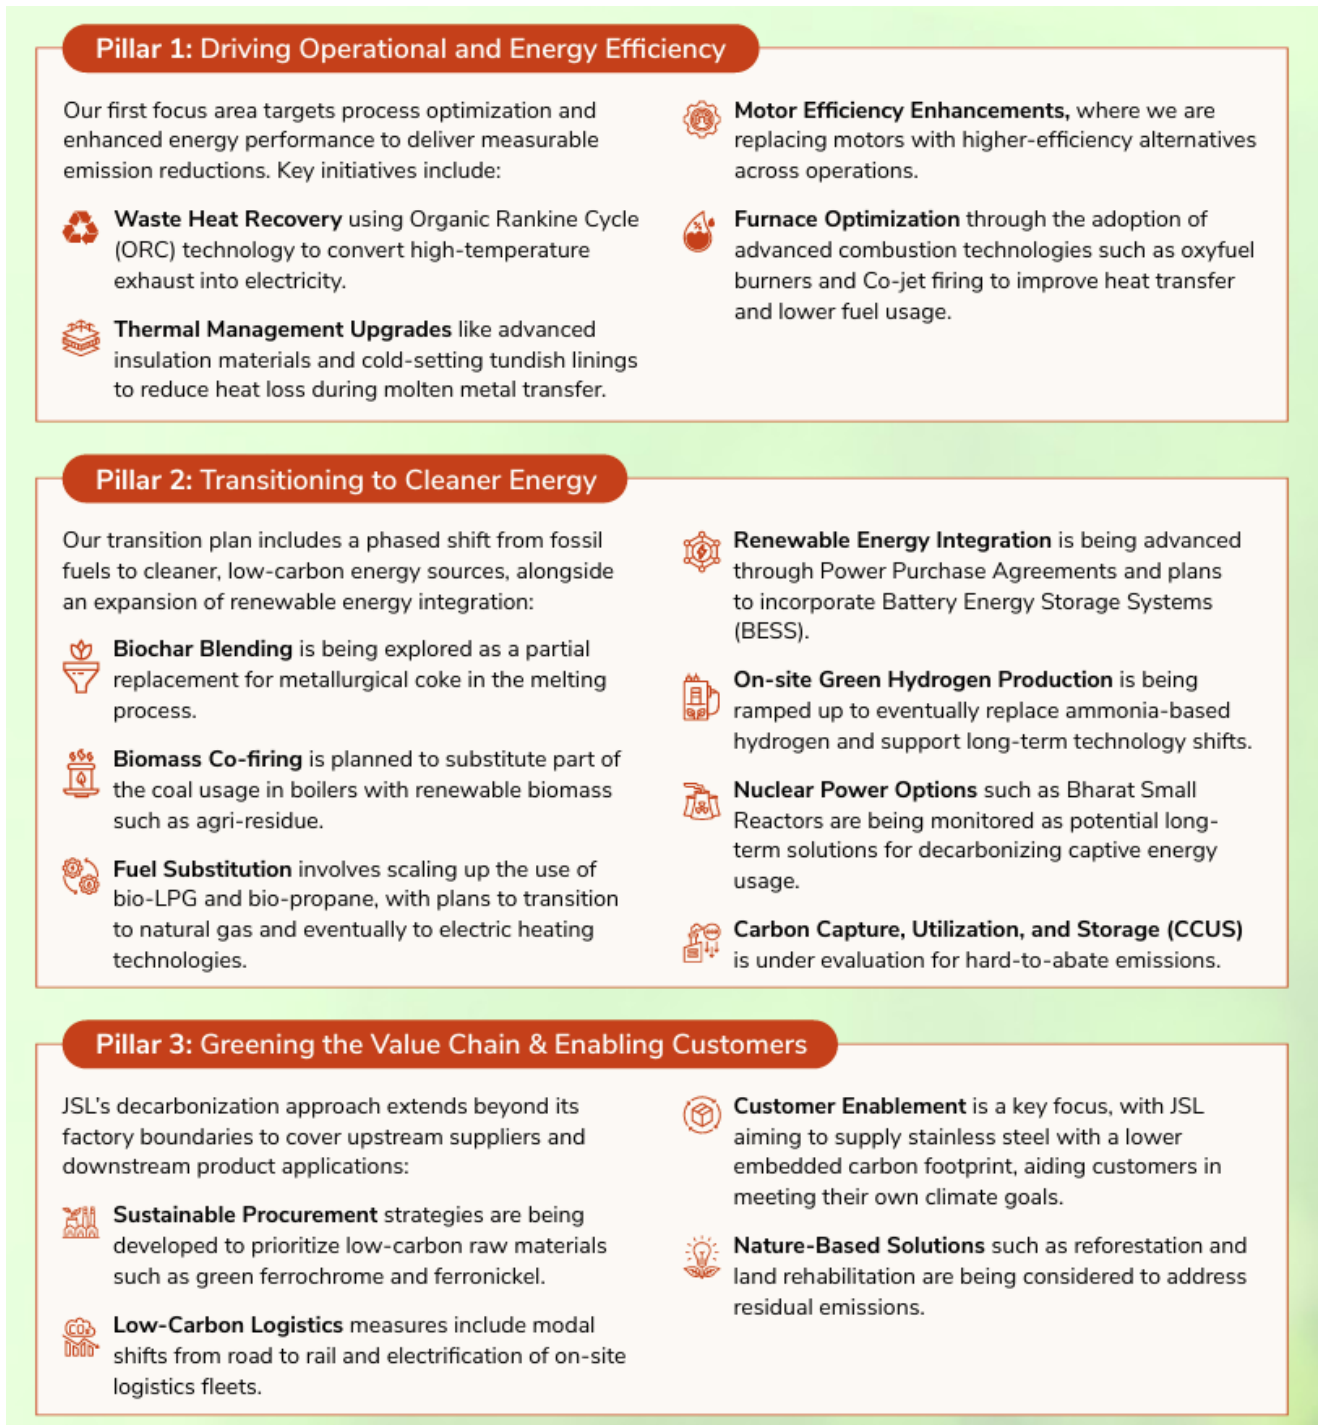 Pillar 1: Driving Operational and Energy Efficiency
Our first focus area targets process optimization and
enhanced energy performance to deliver measurable
emission reductions. Key initiatives include:
Waste Heat Recovery using Organic Rankine Cycle
(ORC) technology to convert high-temperature
exhaust into electricity.
Thermal Management Upgrades like advanced
insulation materials and cold-setting tundish linings
to reduce heat loss during molten metal transfer.
Motor Efficiency Enhancements, where we are
replacing motors with higher-efficiency alternatives
across operations.
Furnace Optimization through the adoption of
advanced combustion technologies such as oxyfuel
burners and Co-jet firing to improve heat transfer
and lower fuel usage.
Pillar 2: Transitioning to Cleaner Energy
Our transition plan includes a phased shift from fossil
fuels to cleaner, low-carbon energy sources, alongside
an expansion of renewable energy integration:
Biochar Blending is being explored as a partial
replacement for metallurgical coke in the melting
process.
Biomass Co-firing is planned to substitute part of
the coal usage in boilers with renewable biomass
such as agri-residue.
Fuel Substitution involves scaling up the use of
bio-LPG and bio-propane, with plans to transition
to natural gas and eventually to electric heating
technologies.
Renewable Energy Integration is being advanced
through Power Purchase Agreements and plans
to incorporate Battery Energy Storage Systems
(BESS).
On-site Green Hydrogen Production is being
ramped up to eventually replace ammonia-based
hydrogen and support long-term technology shifts.
Nuclear Power Options such as Bharat Small
Reactors are being monitored as potential long-
term solutions for decarbonizing captive energy
usage.
Carbon Capture, Utilization, and Storage (CCUS)
is under evaluation for hard-to-abate emissions.
Pillar 3: Greening the Value Chain & Enabling Customers
JSL's decarbonization approach extends beyond its
factory boundaries to cover upstream suppliers and
downstream product applications:
Sustainable Procurement strategies are being
developed to prioritize low-carbon raw materials
such as green ferrochrome and ferronickel.
Low-Carbon Logistics measures include modal
shifts from road to rail and electrification of on-site
logistics fleets.
Customer Enablement is a key focus, with JSL
aiming to supply stainless steel with a lower
embedded carbon footprint, aiding customers in
meeting their own climate goals.
Nature-Based Solutions such as reforestation and
land rehabilitation are being considered to address
residual emissions.